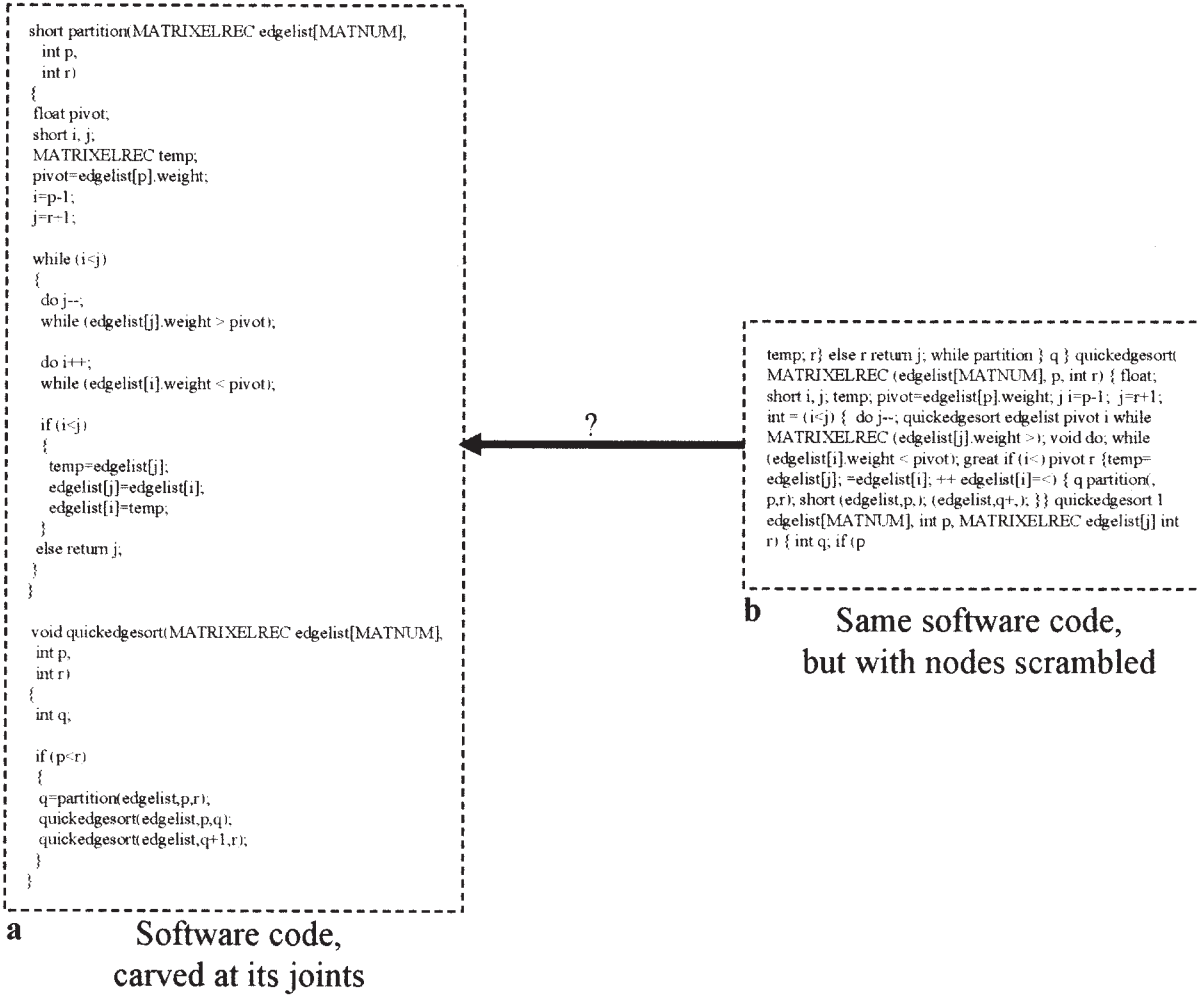 short partition(MATRIXELREC edgelist[MATNUM],
int p,
int r)
{
float pivot;
short i, j;
MATRIXELREC temp;
pivot=edgelist[p].weight;
i=p-1;
j=r+1;
while (i<j)
{
do j--;
while (edgelist[j].weight > pivot);
do i++;
while (edgelist[i].weight < pivot);
if (i<j)
{
temp=edgelist[j];
edgelist[j]=edgelist[i];
edgelist[i]=temp;
}
else return j;
}
}
void quickedgesort(MATRIXELREC edgelist[MATNUM],
int p,
int r)
{
int q;
if (p<r)
{
q=partition(edgelist,p,r);
quickedgesort(edgelist,p,q);
quickedgesort(edgelist,q+1,r);
}
}
a
Software code,
carved at its joints
?
temp; r} else r return j; while partition } q } quickedgesort(
MATRIXELREC (edgelist[MATNUM], p, int r) { float;
short i, j; temp; pivot=edgelist[p].weight; j i=p-1; j=r+1;
int = (i<j) { do j--; quickedgesort edgelist pivot i while
MATRIXELREC (edgelist[j].weight >); void do; while
(edgelist[i].weight < pivot); great if (i<) pivot r {temp=
edgelist[j]; =edgelist[i]; ++ edgelist[i]=<) { q partition(,
p,r); short (edgelist,p,); (edgelist,q+,); }} quickedgesort 1
edgelist[MATNUM], int p, MATRIXELREC edgelist[j] int
r) { int q; if (p
b
Same software code,
but with nodes scrambled